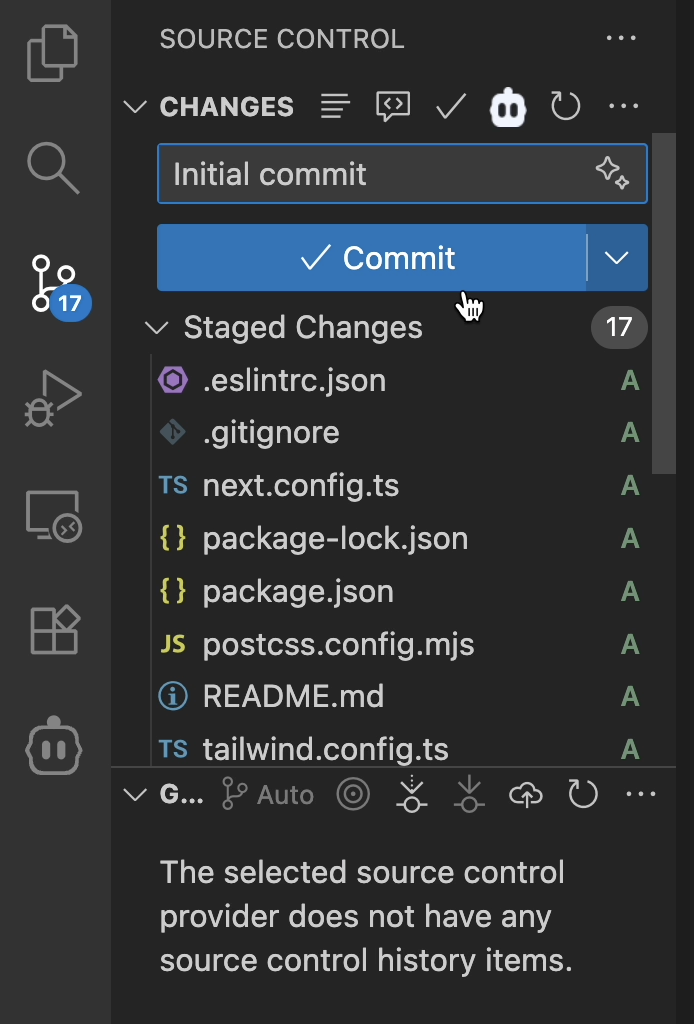 SOURCE CONTROL
CHANGES
Initial commit
Commit
17
Staged Changes 17
.eslintrc.json A
.gitignore A
TS next.config.ts A
{} package-lock.json A
{} package.json A
JS postcss.config.mjs A
README.md A
TS tailwind.config.ts A
G... Auto
The selected source control
provider does not have any
source control history items.